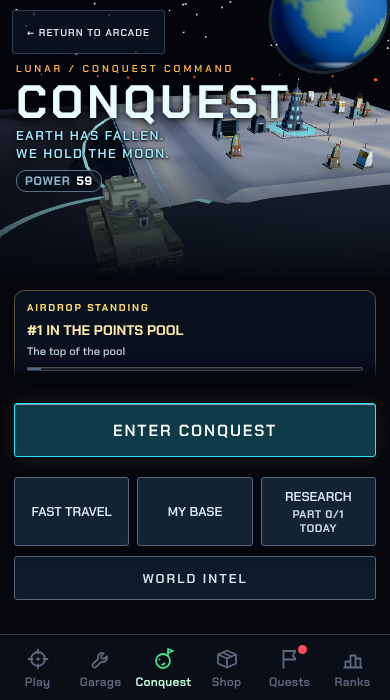 ← RETURN TO ARCADE
LUNAR / CONQUEST COMMAND
CONQUEST
EARTH HAS FALLEN.
WE HOLD THE MOON.
POWER 59
AIRDROP STANDING
#1 IN THE POINTS POOL
The top of the pool
ENTER CONQUEST
FAST TRAVEL
MY BASE
RESEARCH
PART 0/1
TODAY
WORLD INTEL
Play
Garage
Conquest
Shop
Quests
Ranks